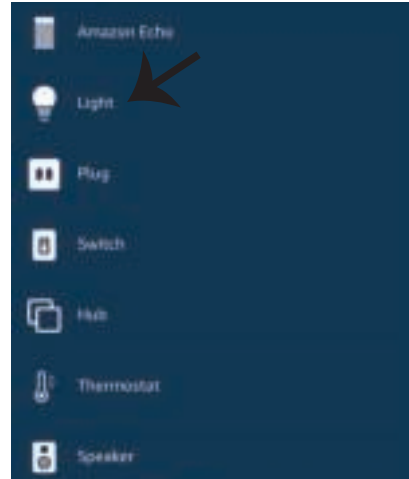 Amazon Echo
Light
Plug
Switch
Hub
Thermostat
Speaker